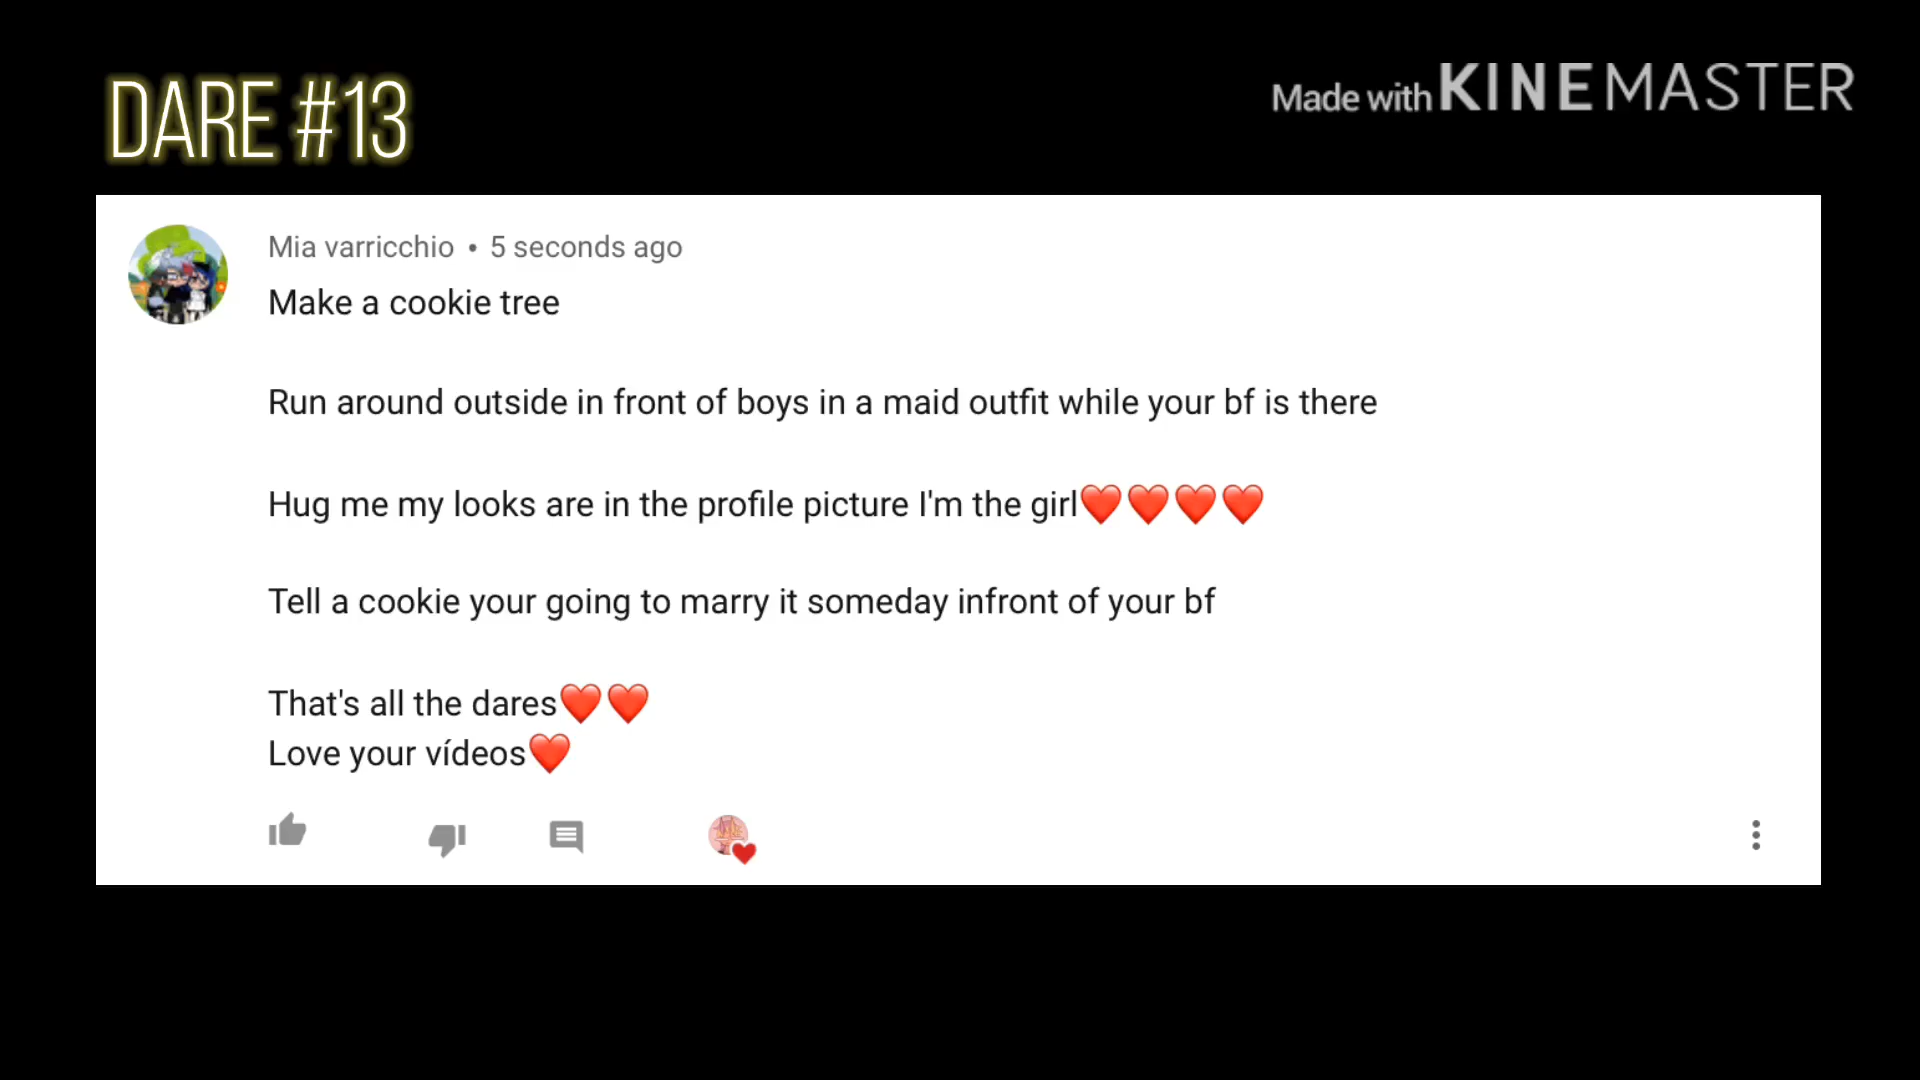 DARE #13
Made with KINEMASTER
Mia varricchio • 5 seconds ago
Make a cookie tree
Run around outside in front of boys in a maid outfit while your bf is there
Hug me my looks are in the profile picture I'm the girl❤️❤️❤️❤️
Tell a cookie your going to marry it someday infront of your bf
That's all the dares❤️❤️
Love your vídeos❤️